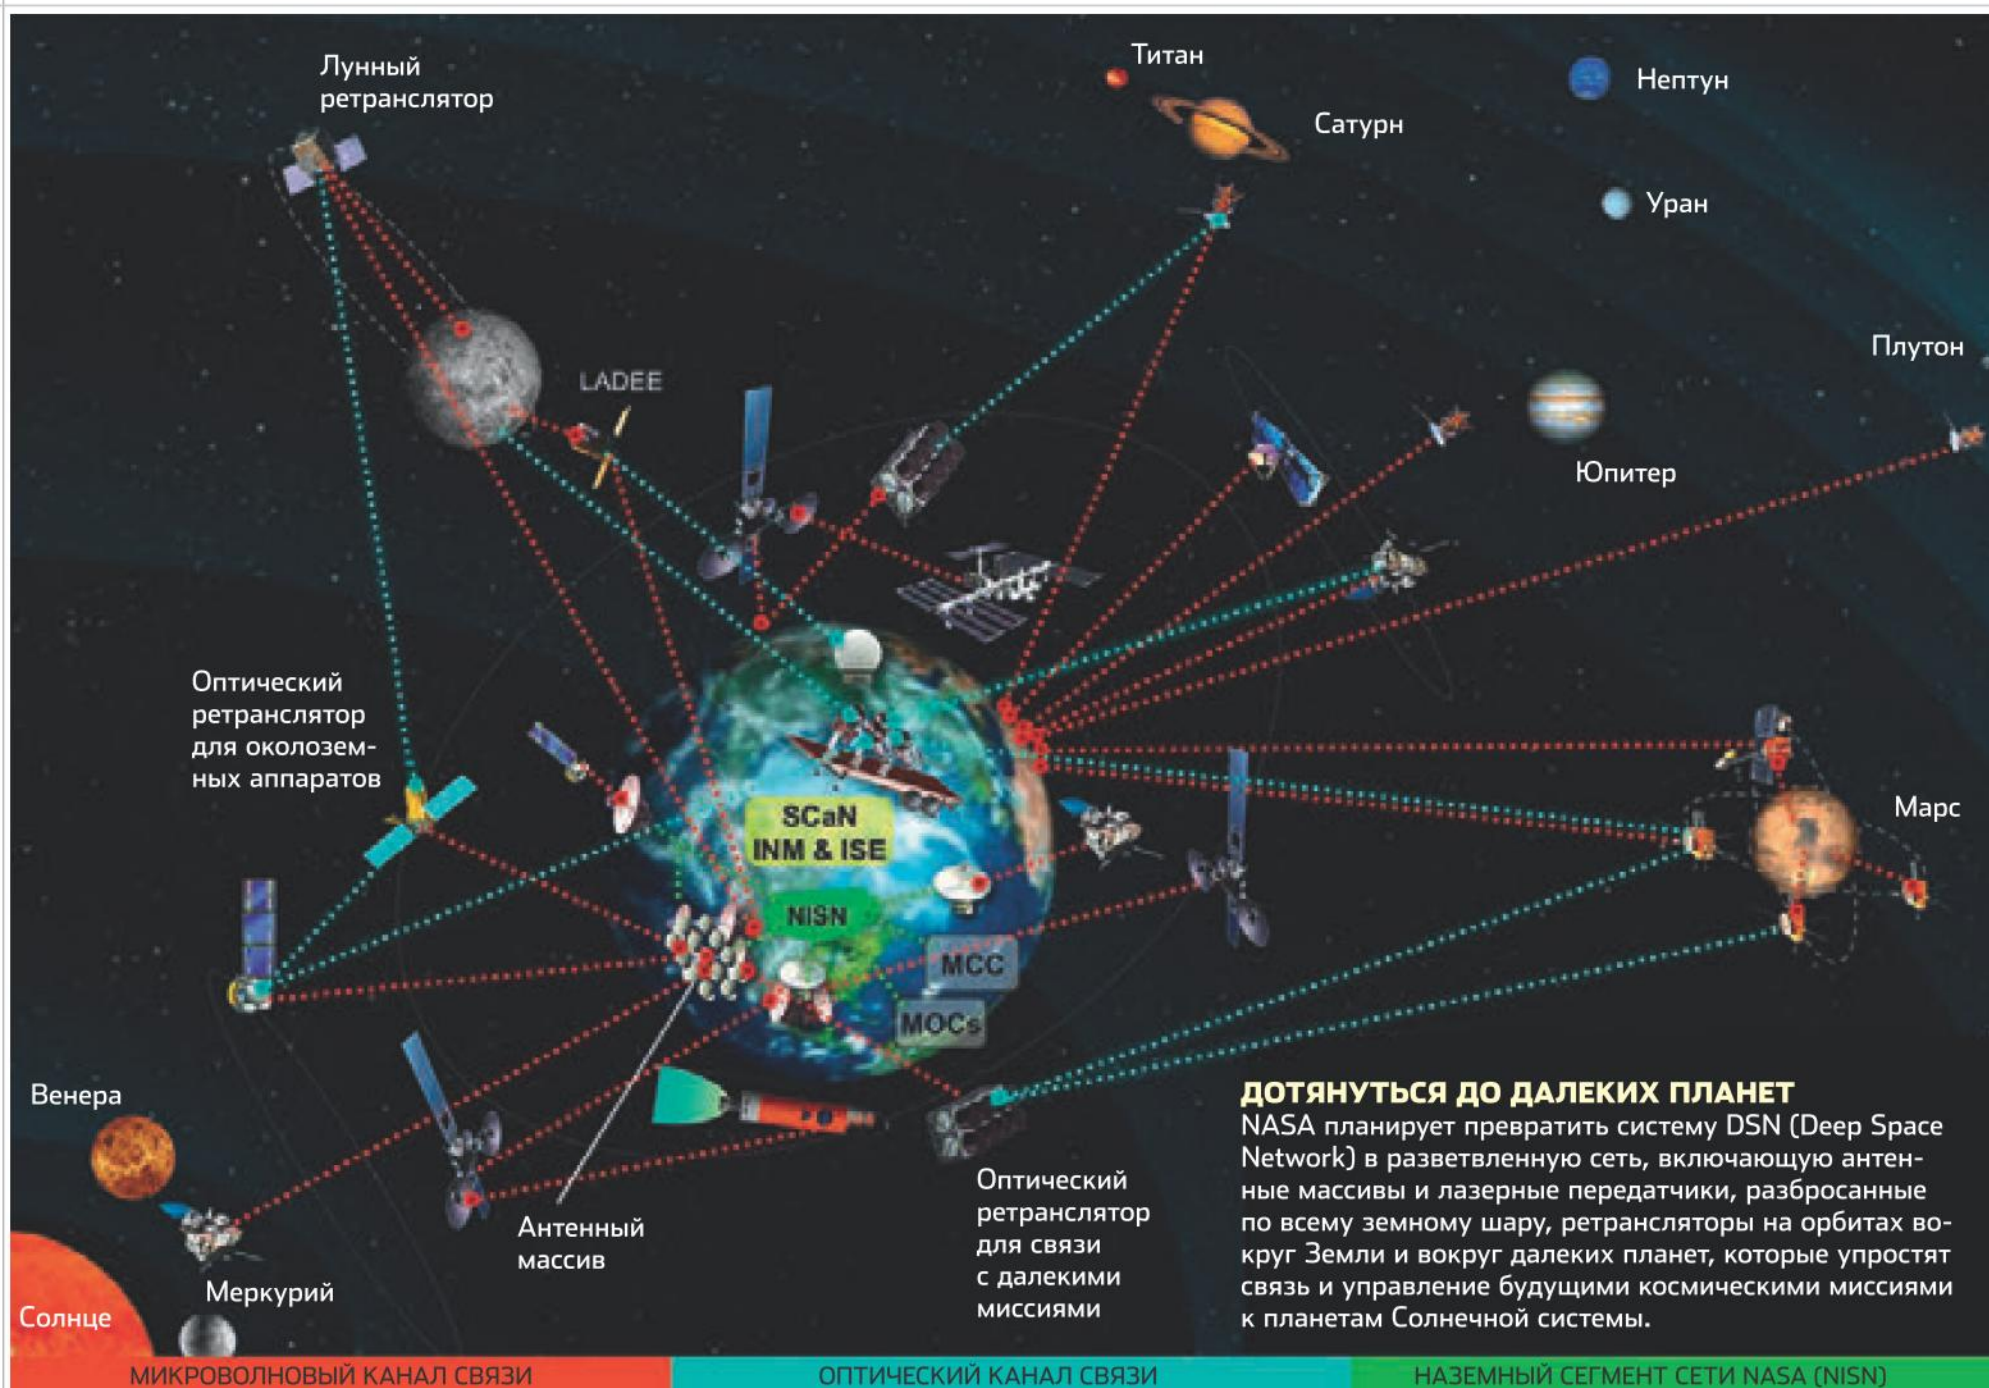 Лунный
ретранслятор
Титан
Сатурн
Нептун
Уран
Плутон
LADEE
Юпитер
Оптический
ретранслятор
для околозем-
ных аппаратов
SCaN
INM & ISE
NISN
MCC
MOCs
Марс
Венера
Меркурий
Солнце
Антенный
массив
Оптический
ретранслятор
для связи
с далекими
миссиями
ДОТЯНУТЬСЯ ДО ДАЛЕКИХ ПЛАНЕТ
NASA планирует превратить систему DSN (Deep Space
Network) в разветвленную сеть, включающую антен-
ные массивы и лазерные передатчики, разбросанные
по всему земному шару, ретрансляторы на орбитах во-
круг Земли и вокруг далеких планет, которые упростят
связь и управление будущими космическими миссиями
к планетам Солнечной системы.
МИКРОВОЛНОВЫЙ КАНАЛ СВЯЗИ
ОПТИЧЕСКИЙ КАНАЛ СВЯЗИ
НАЗЕМНЫЙ СЕГМЕНТ СЕТИ NASA (NISN)